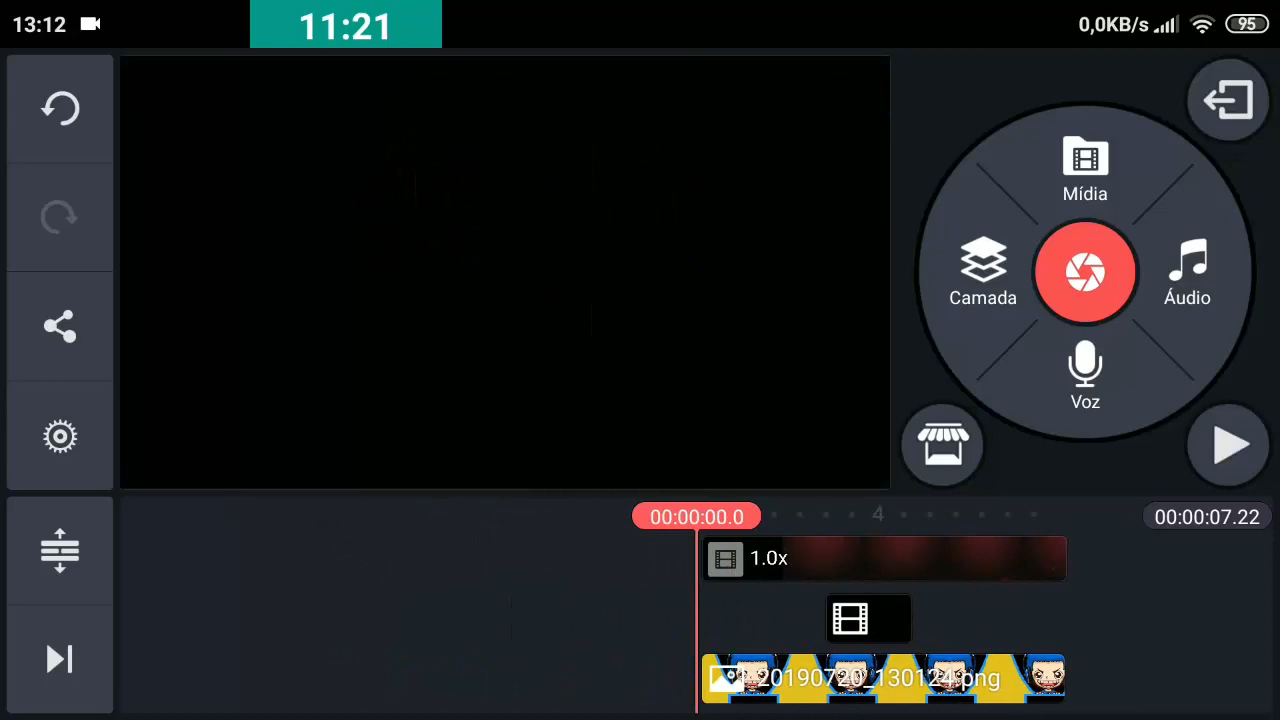 13:12
11:21
0,0KB/s
95
Mídia
Camada
Áudio
Voz
00:00:00.0
4
00:00:07.22
1.0x
20190720_130124.png